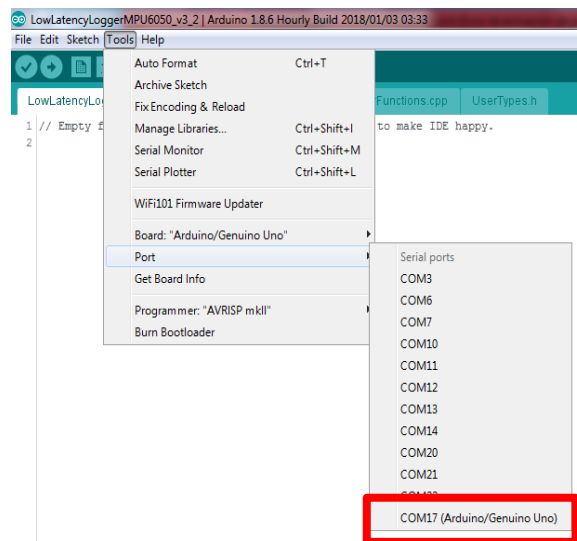 LowLatencyLoggerMPU6050_v3_2 | Arduino 1.8.6 Hourly Build 2018/01/03 03:33
File Edit Sketch Tools Help
Auto Format Ctrl+T
Archive Sketch
Fix Encoding & Reload
Manage Libraries... Ctrl+Shift+I
Serial Monitor Ctrl+Shift+M
Serial Plotter Ctrl+Shift+L
WiFi101 Firmware Updater
Board: "Arduino/Genuino Uno"
Port
Get Board Info
Programmer: "AVRISP mkII"
Burn Bootloader
LowLatencyLo
Functions.cpp UserTypes.h
1 // Empty f to make IDE happy.
2
Serial ports
COM3
COM6
COM7
COM10
COM11
COM12
COM13
COM14
COM20
COM21
COM17 (Arduino/Genuino Uno)